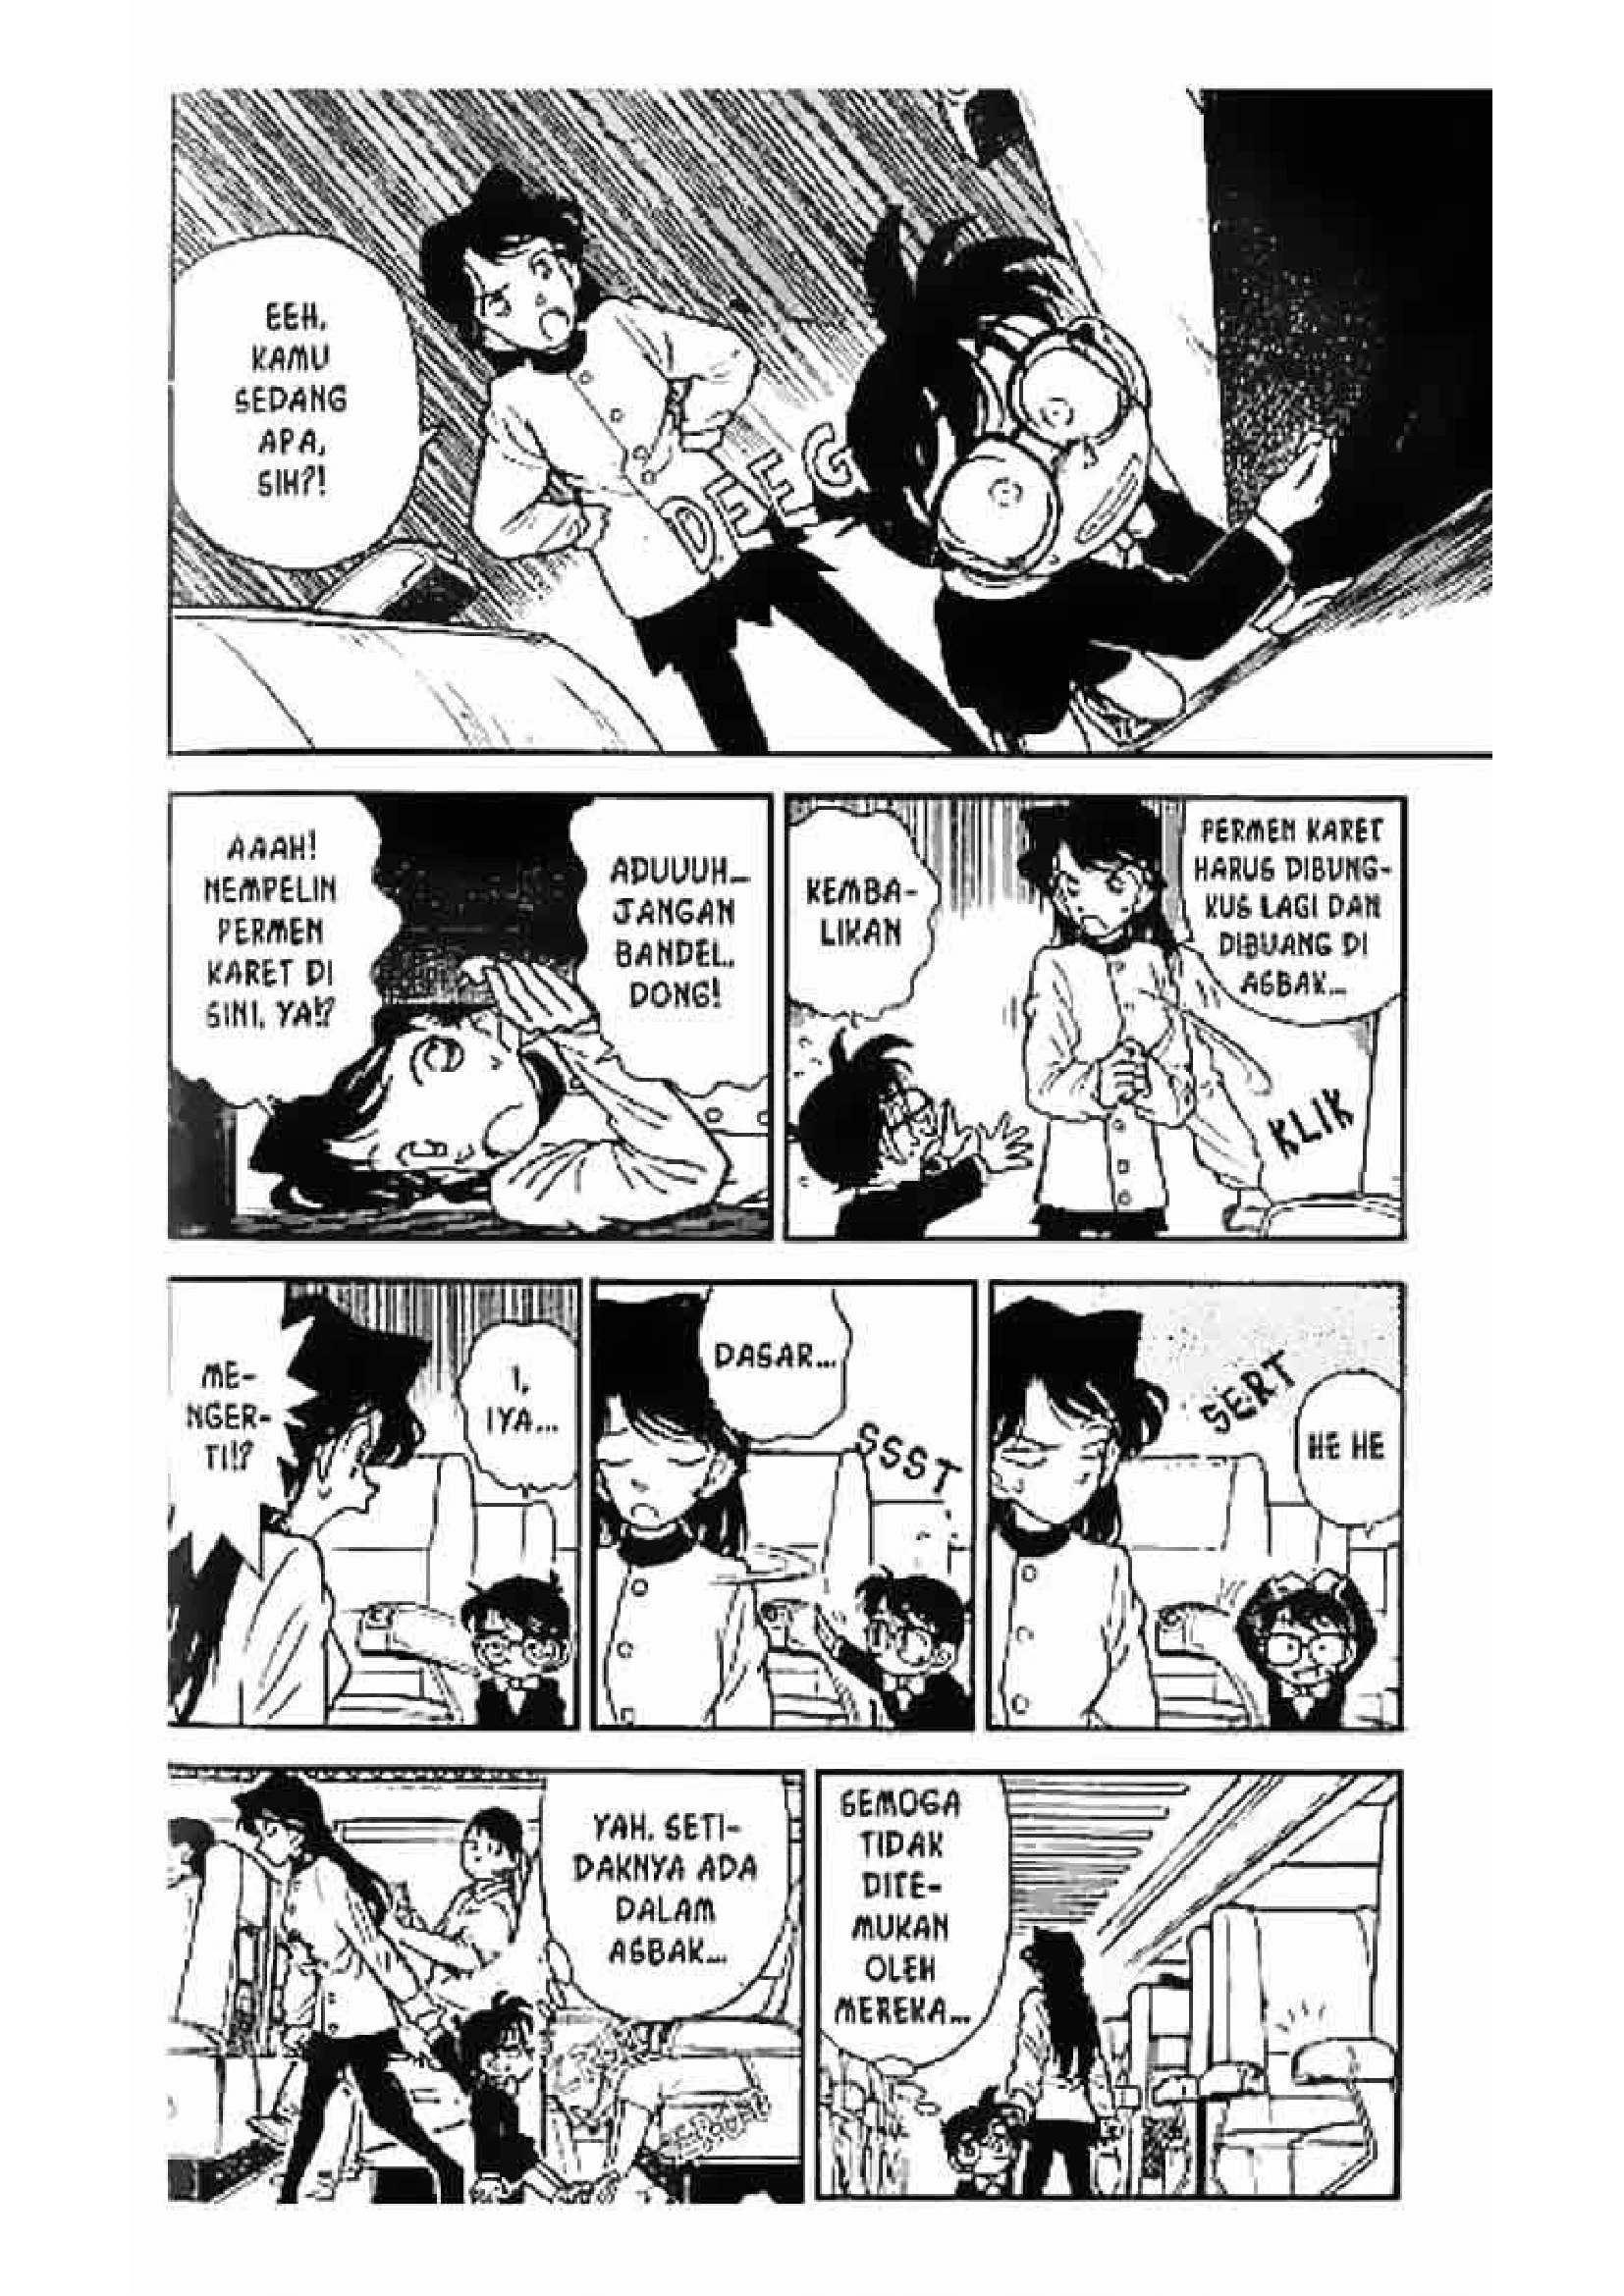 EEH,
KAMU
SEDANG
APA,
SIH?!
DEEG
AAAH!
NEMPELIN
PERMEN
KARET DI
SINI, YA!?
ADUUUH...
JANGAN
BANDEL,
DONG!
KEMBA-
LIKAN
PERMEN KARET
HARUS DIBUNG-
KUS LAGI DAN
DIBUANG DI
ASBAK...
KLIK
ME-
NGER-
TI!?
I,
IYA...
DASAR...
SSST
SERT
HE HE
YAH, SETI-
DAKNYA ADA
DALAM
ASBAK...
SEMOGA
TIDAK
DITE-
MUKAN
OLEH
MEREKA...